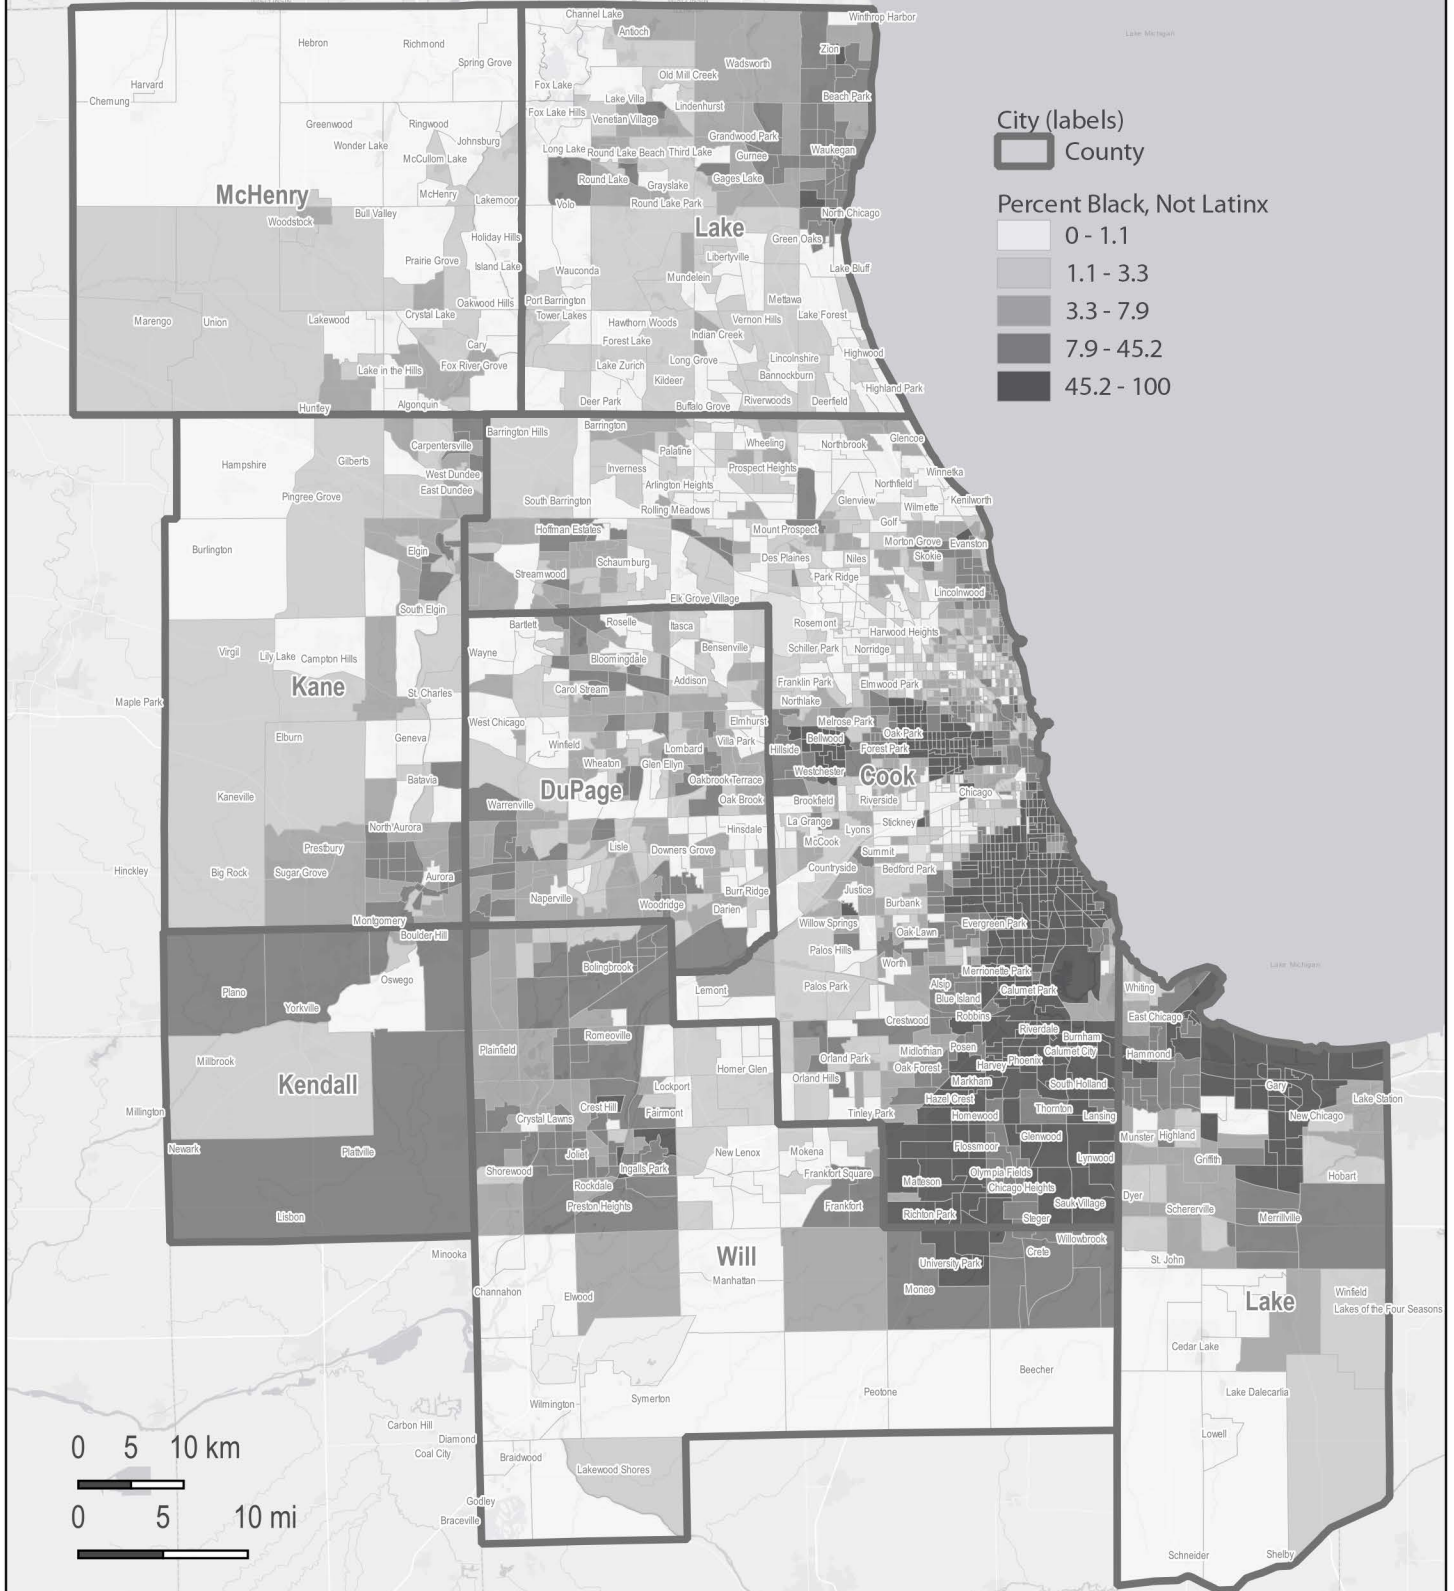 Channel Lake
Winthrop Harbor
Antioch
Lake Michigan
Hebron
Richmond
Zion
Spring Grove
Wadsworth
Old Mill Creek
Harvard
Fox Lake
Chemung
Lake Villa
Beach Park
Lindenhurst
Fox Lake Hills
Venetian Village
City (labels)
County
Greenwood
Ringwood
Wonder Lake
Johnsburg
Grandwood Park
McCullom Lake
Long Lake
Round Lake Beach
Third Lake
Gurnee
Waukegan
McHenry
McHenry
Round Lake
Grayslake
Gages Lake
Lakemoor
Volo
Round Lake Park
Percent Black, Not Latinx
0 - 1.1
1.1 - 3.3
3.3 - 7.9
7.9 - 45.2
45.2 - 100
Woodstock
Bull Valley
North Chicago
Lake
Holiday Hills
Green Oaks
Libertyville
Prairie Grove
Island Lake
Wauconda
Mundelein
Lake Bluff
Oakwood Hills
Port Barrington
Mettawa
Marengo
Union
Lakewood
Crystal Lake
Tower Lakes
Hawthorn Woods
Vernon Hills
Lake Forest
Indian Creek
Cary
Forest Lake
Lake in the Hills
Fox River Grove
Lake Zurich
Long Grove
Lincolnshire
Highwood
Kildeer
Bannockburn
Highland Park
Huntley
Algonquin
Deer Park
Buffalo Grove
Riverwoods
Deerfield
Barrington Hills
Barrington
Carpentersville
Wheeling
Northbrook
Glencoe
Palatine
Hampshire
Gilberts
West Dundee
Inverness
Prospect Heights
Winnetka
East Dundee
Arlington Heights
Northfield
Pingree Grove
South Barrington
Rolling Meadows
Glenview
Wilmette
Kenilworth
Hoffman Estates
Mount Prospect
Golf
Burlington
Elgin
Morton Grove
Evanston
Schaumburg
Des Plaines
Niles
Skokie
Streamwood
Park Ridge
South Elgin
Elk Grove Village
Lincolnwood
Bartlett
Roselle
Itasca
Rosemont
Harwood Heights
Virgil
Lily Lake
Campton Hills
Wayne
Bloomingdale
Bensenville
Schiller Park
Norridge
Kane
St. Charles
Carol Stream
Addison
Franklin Park
Elmwood Park
Maple Park
Northlake
West Chicago
Elmhurst
Melrose Park
Elburn
Geneva
Winfield
Lombard
Villa Park
Hillside
Bellwood
Oak Park
Forest Park
Batavia
Wheaton
Glen Ellyn
Westchester
Cook
Kaneville
DuPage
Oakbrook Terrace
Warrenville
Oak Brook
Brookfield
Riverside
Chicago
North Aurora
Hinsdale
La Grange
Lyons
Stickney
Prestbury
Lisle
Downers Grove
McCook
Summit
Hinckley
Big Rock
Sugar Grove
Aurora
Countryside
Bedford Park
Naperville
Woodridge
Burr Ridge
Justice
Burbank
Darien
Montgomery
Boulder Hill
Willow Springs
Evergreen Park
Oak Lawn
Bolingbrook
Palos Hills
Worth
Merrionette Park
Lake Michigan
Oswego
Lemont
Palos Park
Alsip
Calumet Park
Whiting
Plano
Blue Island
Yorkville
Crestwood
Robbins
East Chicago
Romeoville
Riverdale
Burnham
Plainfield
Orland Park
Midlothian
Posen
Calumet City
Hammond
Millbrook
Homer Glen
Oak Forest
Harvey
Phoenix
Kendall
Lockport
Orland Hills
Markham
South Holland
Gary
Crest Hill
Hazel Crest
Lake Station
Millington
Crystal Lawns
Fairmont
Tinley Park
Homewood
Thornton
Lansing
New Chicago
Newark
Plattville
Joliet
New Lenox
Mokena
Flossmoor
Glenwood
Munster
Highland
Shorewood
Ingalls Park
Frankfort Square
Olympia Fields
Lynwood
Griffith
Rockdale
Matteson
Chicago Heights
Hobart
Lisbon
Preston Heights
Frankfort
Richton Park
Sauk Village
Dyer
Schererville
Steger
Merrillville
Minooka
Will
Willowbrook
Crete
University Park
St. John
Channahon
Elwood
Manhattan
Monee
Lake
Winfield
Lakes of the Four Seasons
Cedar Lake
Beecher
Symerton
Peotone
Lake Dalecarlia
Wilmington
Carbon Hill
Lowell
Diamond
Coal City
Braidwood
Lakewood Shores
0 5 10 km
Godley
0 5 10 mi
Braceville
Schneider
Shelby